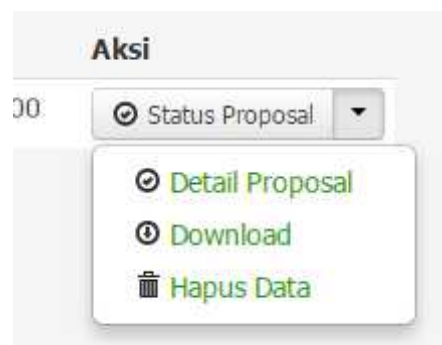 Aksi
00 Status Proposal
Detail Proposal
Download
Hapus Data